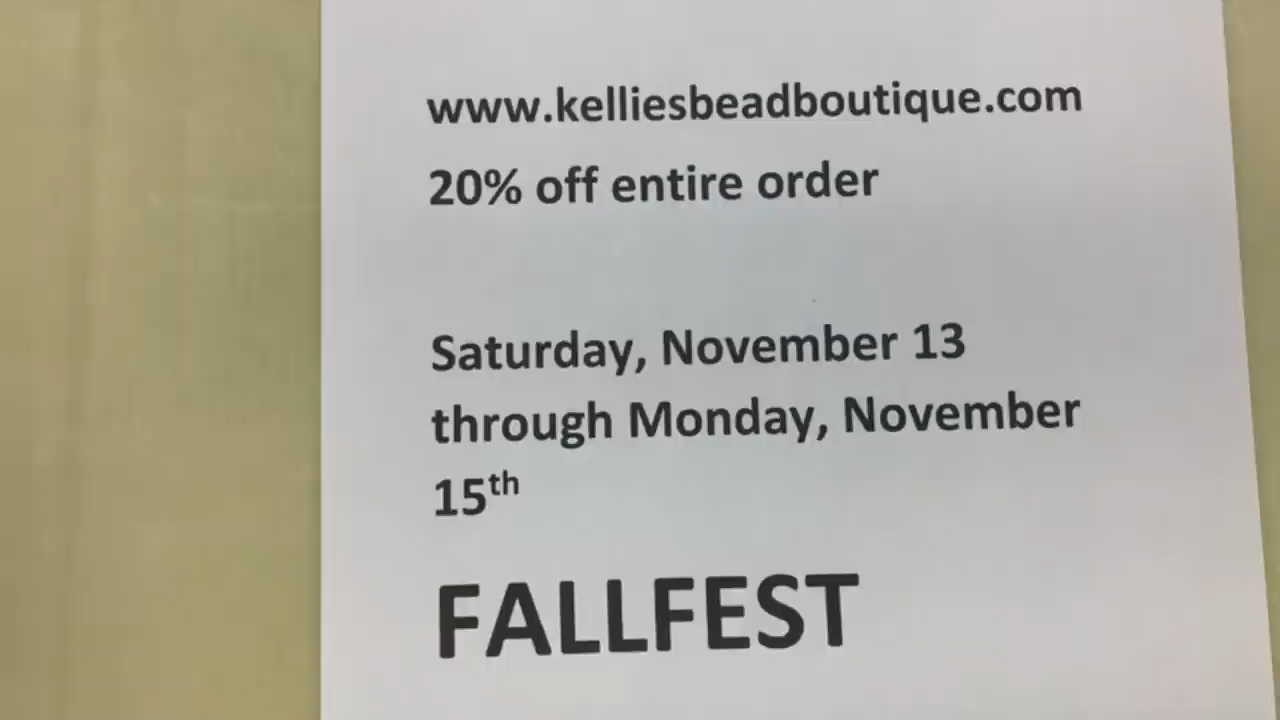 www.kelliesbeadboutique.com
20% off entire order
Saturday, November 13
through Monday, November
15th
FALLFEST